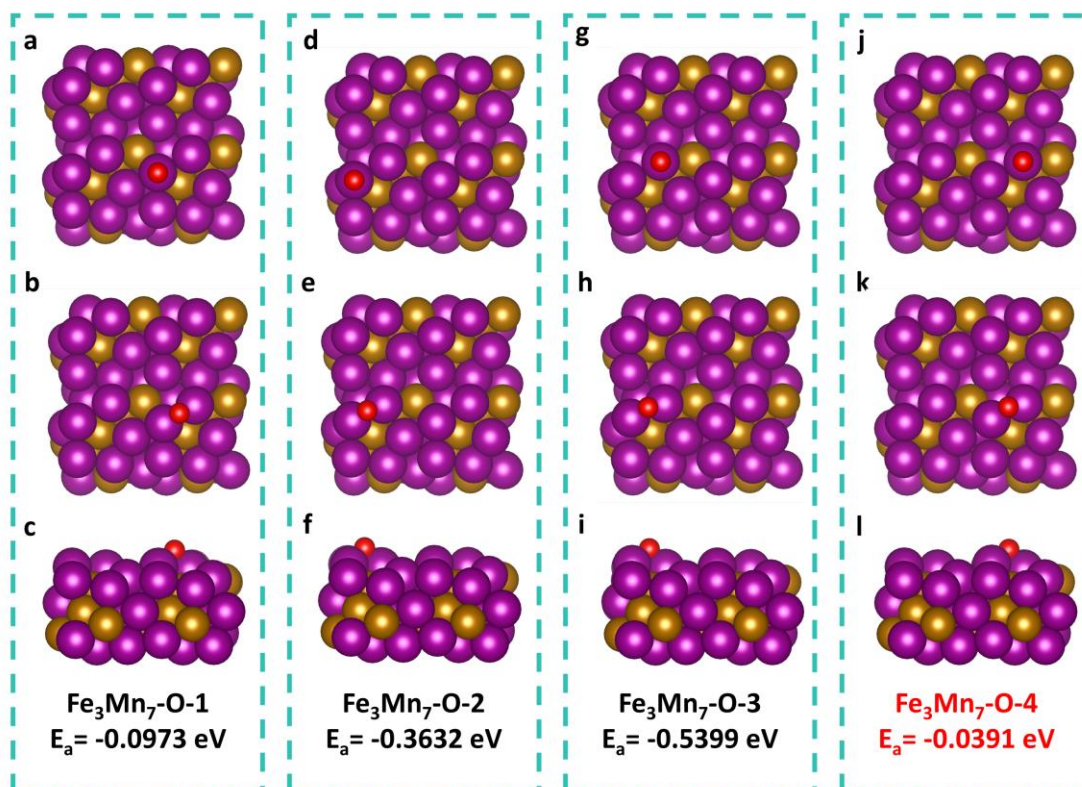 a
d
g
j
b
e
h
k
c
f
i
l
Fe₃Mn₇-O-1
Eₐ= -0.0973 eV
Fe₃Mn₇-O-2
Eₐ= -0.3632 eV
Fe₃Mn₇-O-3
Eₐ= -0.5399 eV
Fe₃Mn₇-O-4
Eₐ= -0.0391 eV